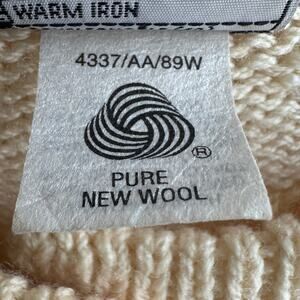 WARM IRON
4337/AA/89W
®
PURE
NEW WOOL